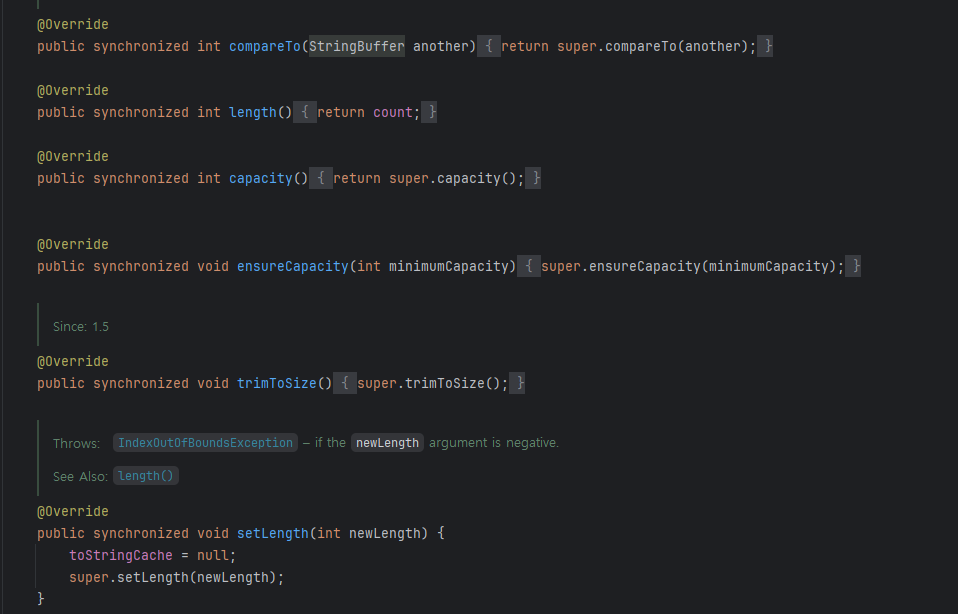 @Override
public synchronized int compareTo(StringBuffer another) { return super.compareTo(another); }
@Override
public synchronized int length() { return count; }
@Override
public synchronized int capacity() { return super.capacity(); }
@Override
public synchronized void ensureCapacity(int minimumCapacity) { super.ensureCapacity(minimumCapacity); }
Since: 1.5
@Override
public synchronized void trimToSize() { super.trimToSize(); }
Throws: IndexOutOfBoundsException – if the newLength argument is negative.
See Also: length()
@Override
public synchronized void setLength(int newLength) {
toStringCache = null;
super.setLength(newLength);
}